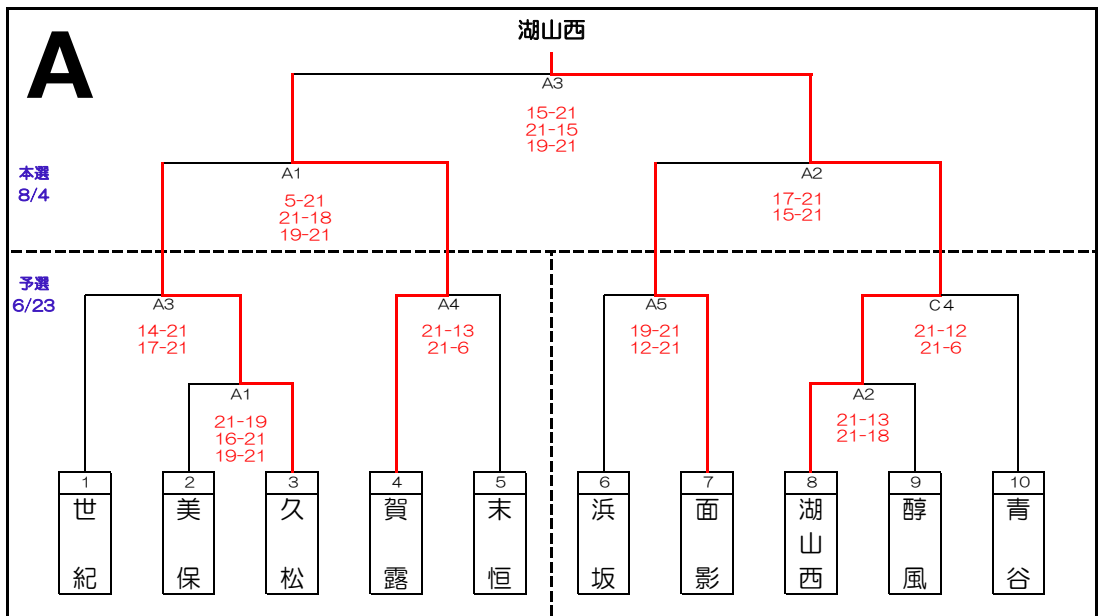 湖山西
A
A3
15-21
21-15
19-21
本選
8/4
A1
5-21
21-18
19-21
A2
17-21
15-21
予選
6/23
A3
14-21
17-21
A4
21-13
21-6
A5
19-21
12-21
C4
21-12
21-6
A1
21-19
16-21
19-21
A2
21-13
21-18
1
世紀
2
美保
3
久松
4
賀露
5
末恒
6
浜坂
7
面影
8
湖山西
9
醇風
10
青谷